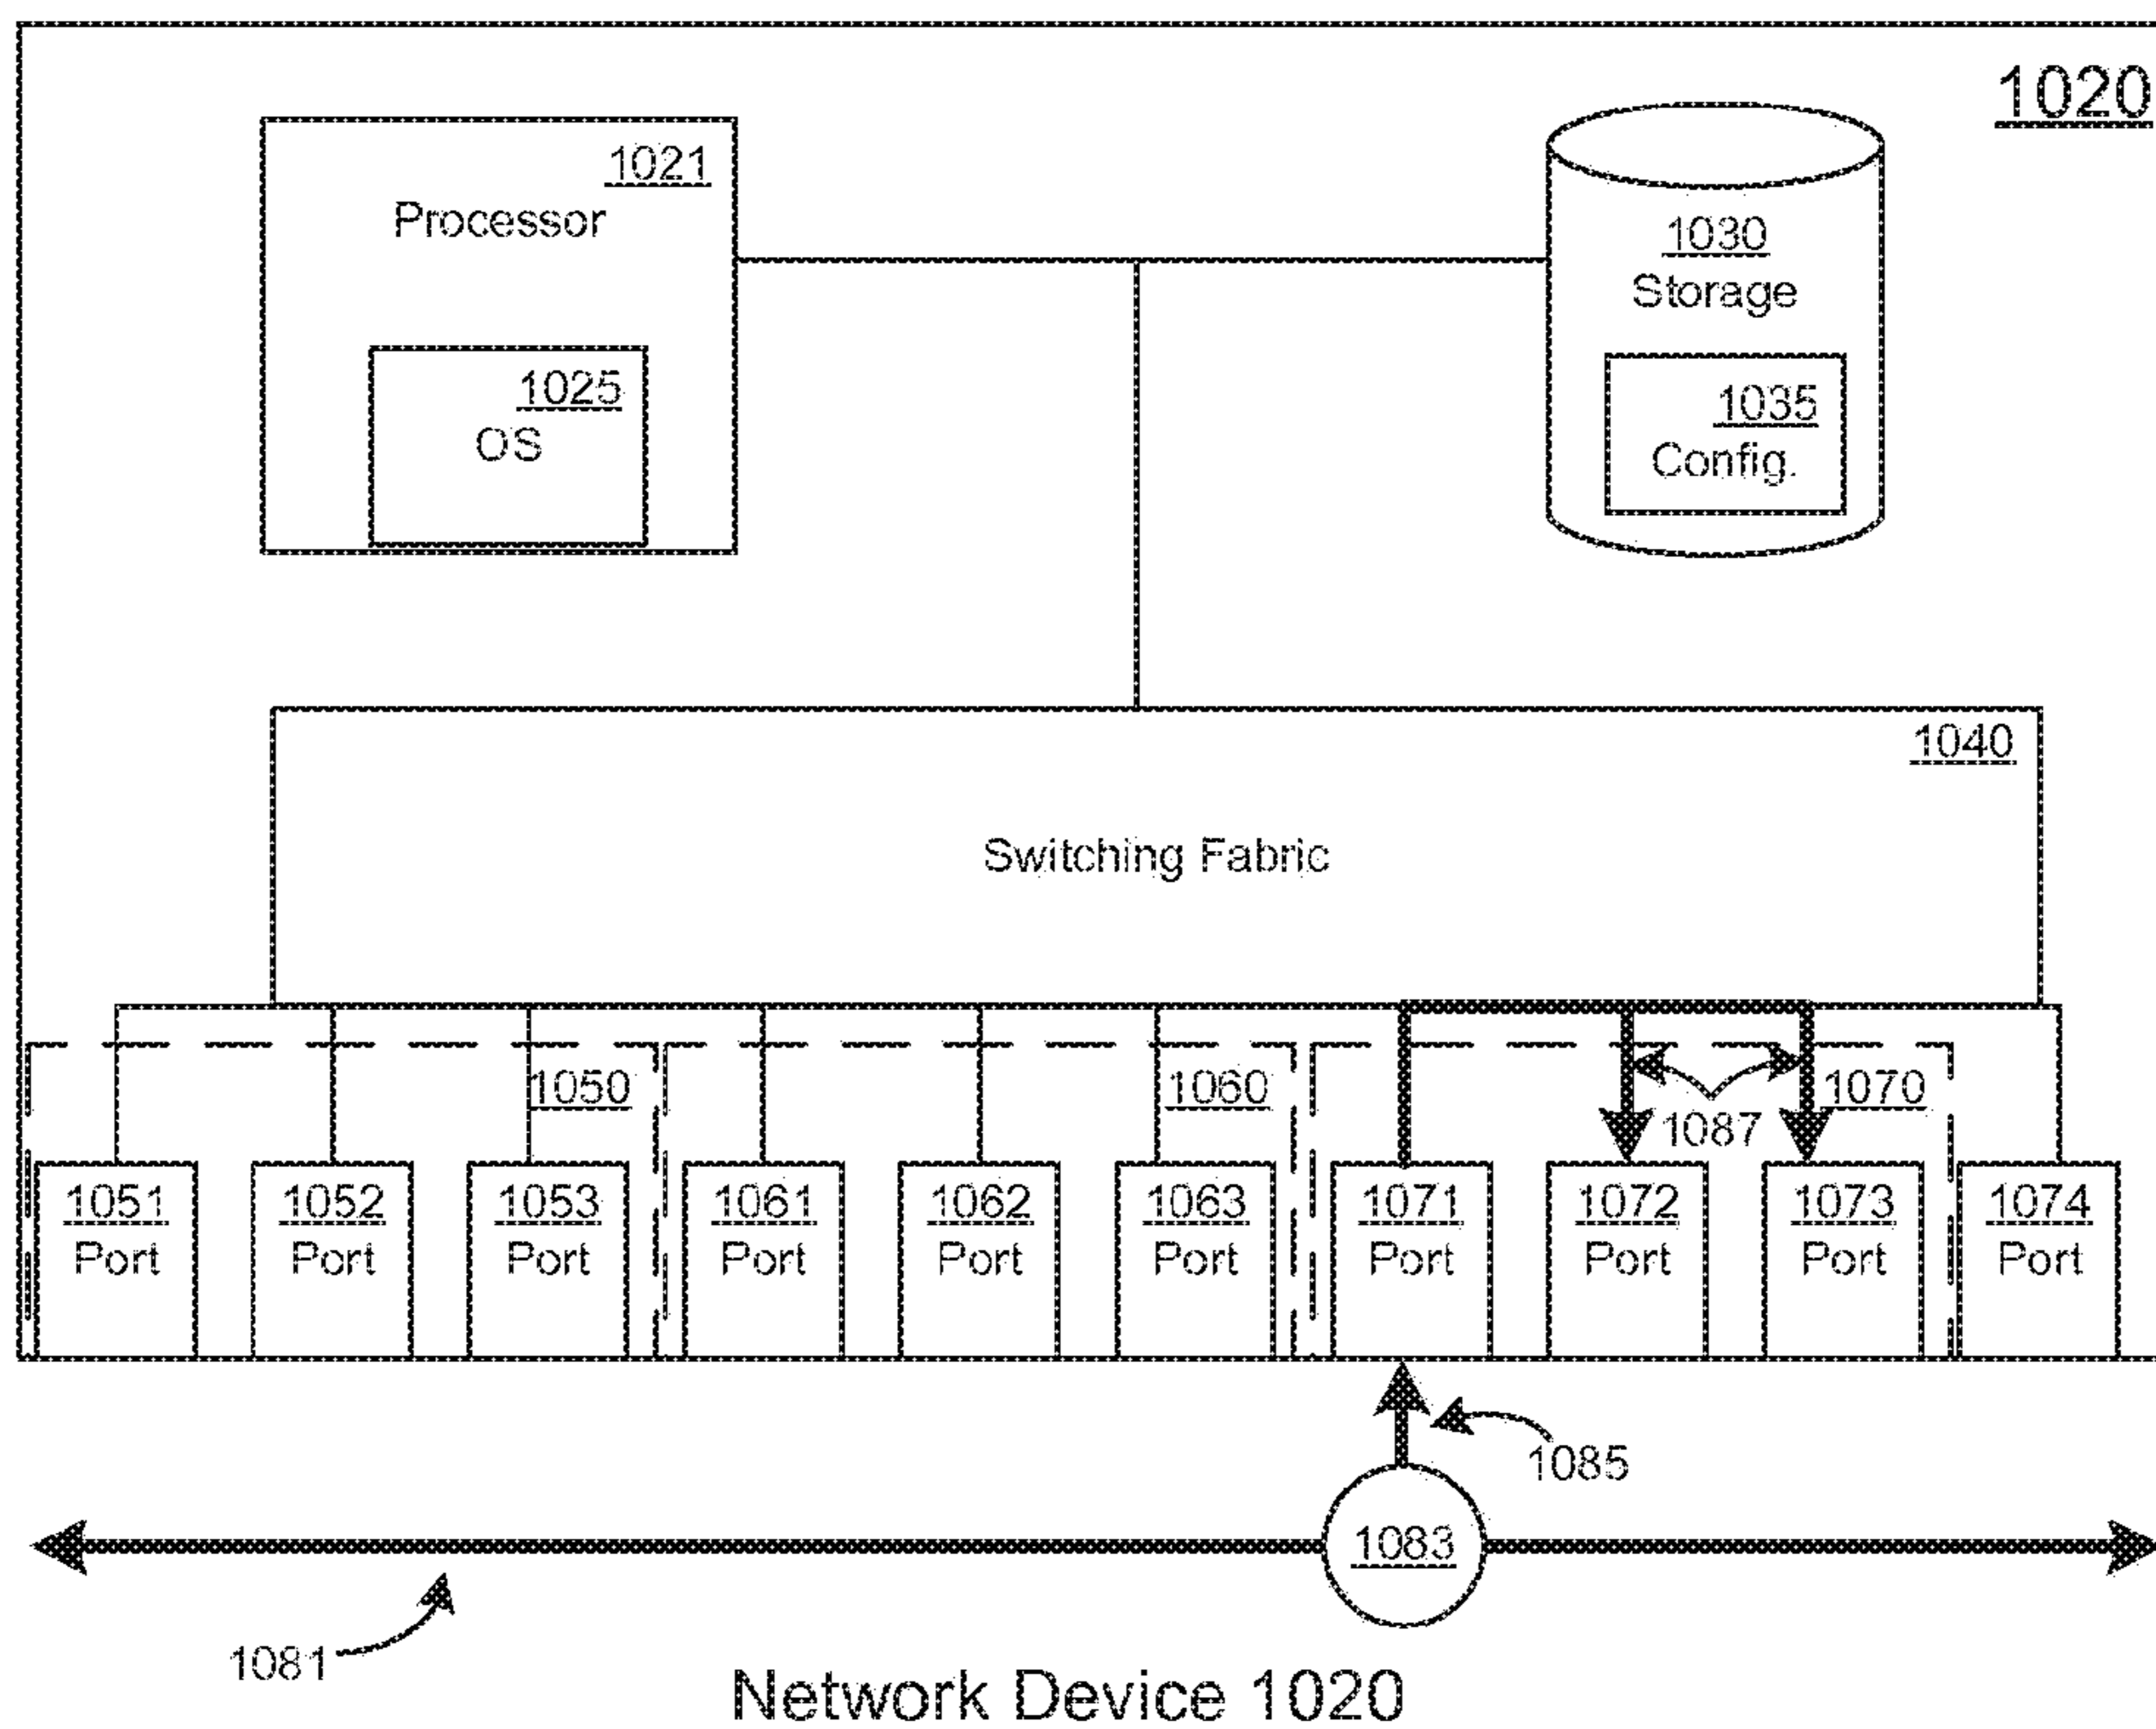 1020
1021
Processor
1025
OS
1030
Storage
1035
Config.
1040
Switching Fabric
1050
1060
1087
1070
1051
Port
1052
Port
1053
Port
1061
Port
1062
Port
1063
Port
1071
Port
1072
Port
1073
Port
1074
Port
1085
1083
1081
Network Device 1020